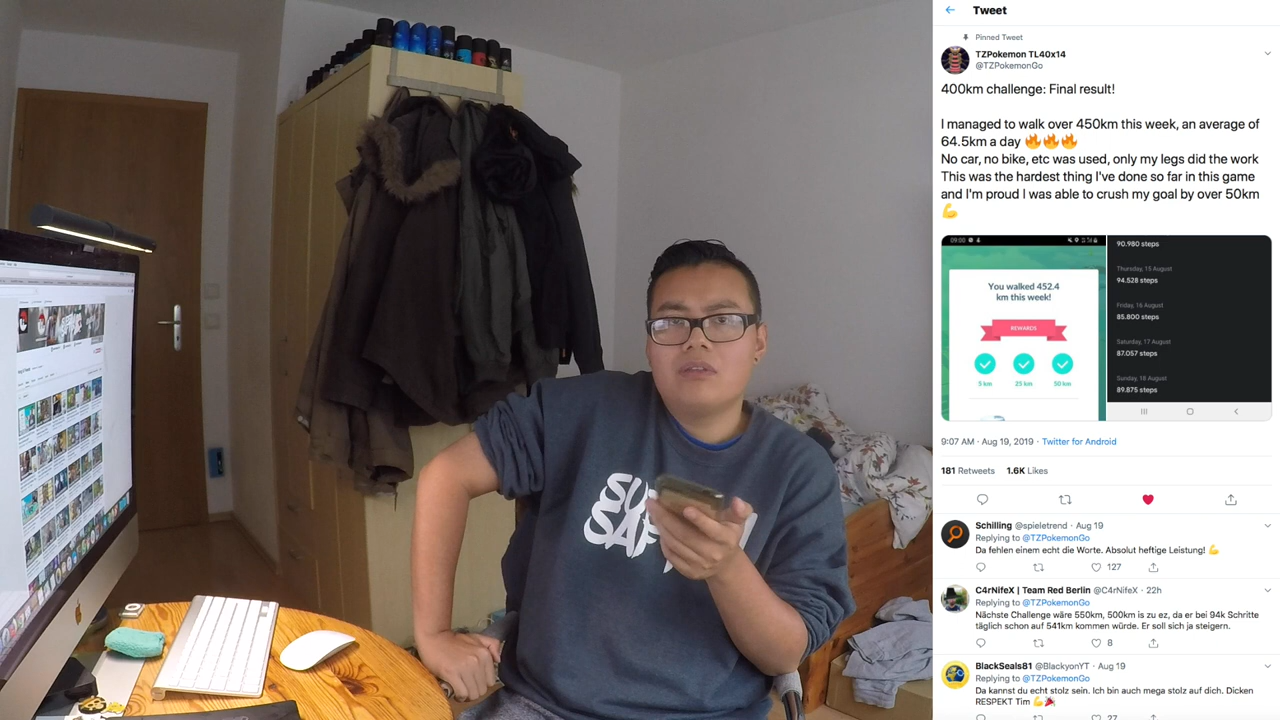 Tweet
Pinned Tweet
TZPokemon TL40x14
@TZPokemonGo
400km challenge: Final result!
I managed to walk over 450km this week, an average of
64.5km a day 🔥🔥🔥
No car, no bike, etc was used, only my legs did the work
This was the hardest thing I've done so far in this game
and I'm proud I was able to crush my goal by over 50km
💪
09:00
You walked 452.4
km this week!
REWARDS
5 km 25 km 50 km
90.980 steps
Thursday, 15 August
94.528 steps
Friday, 16 August
85.800 steps
Saturday, 17 August
87.057 steps
Sunday, 18 August
89.875 steps
9:07 AM · Aug 19, 2019 · Twitter for Android
181 Retweets 1.6K Likes
Schilling @spieletrend · Aug 19
Replying to @TZPokemonGo
Da fehlen einem echt die Worte. Absolut heftige Leistung! 💪
127
C4rNifeX | Team Red Berlin @C4rNifeX · 22h
Replying to @TZPokemonGo
Nächste Challenge wäre 550km, 500km is zu ez, da er bei 94k Schritte
täglich schon auf 541km kommen würde. Er soll sich ja steigern.
8
BlackSeals81 @BlackyonYT · Aug 19
Replying to @TZPokemonGo
Da kannst du echt stolz sein. Ich bin auch mega stolz auf dich. Dicken
RESPEKT Tim 💪🎉
27